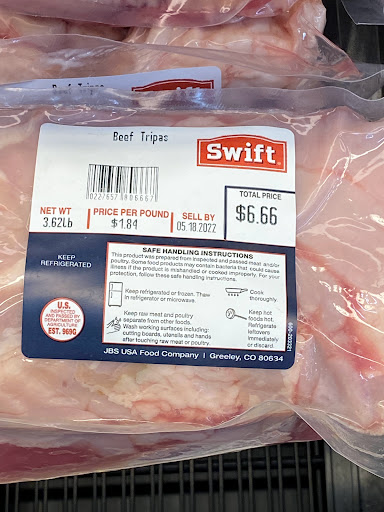 Beef Tripas
Beef Tripas
Swift
NET WT
3.62Lb
PRICE PER POUND
$1.84
SELL BY
05.18.2022
TOTAL PRICE
$6.66
KEEP
REFRIGERATED
U.S.
INSPECTED
AND PASSED BY
DEPARTMENT OF
AGRICULTURE
EST. 969G
SAFE HANDLING INSTRUCTIONS
This product was prepared from inspected and passed meat and/or
poultry. Some food products may contain bacteria that could cause
illness if the product is mishandled or cooked improperly. For your
protection, follow these safe handling instructions.
Keep refrigerated or frozen. Thaw
in refrigerator or microwave.
Cook
thoroughly.
Keep raw meat and poultry
separate from other foods.
Wash working surfaces including
cutting boards, utensils and hands
after touching raw meat or poultry.
Keep hot
foods hot.
Refrigerate
leftovers
immediately
or discard.
JBS USA Food Company | Greeley, CO 80634